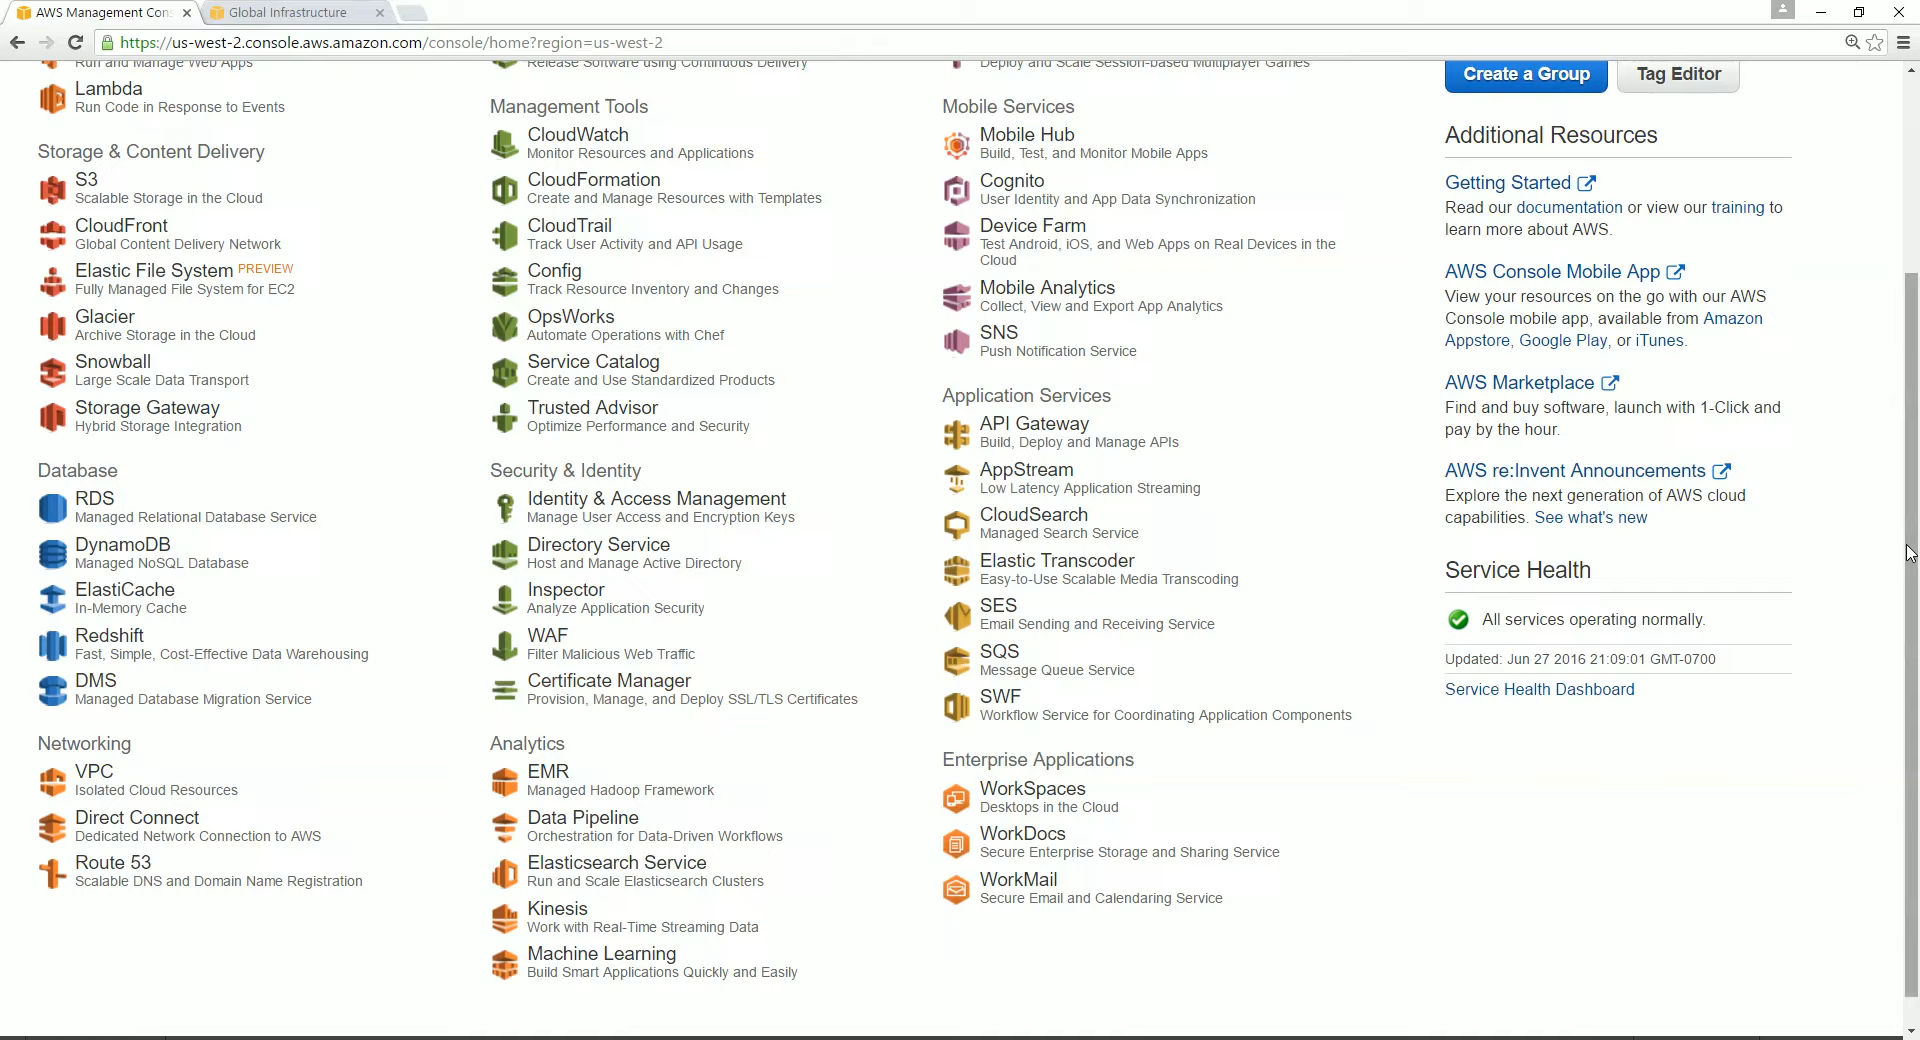 AWS Management Con
Global Infrastructure
https://us-west-2.console.aws.amazon.com/console/home?region=us-west-2
Run and Manage Web Apps
Lambda
Run Code in Response to Events
Storage & Content Delivery
S3
Scalable Storage in the Cloud
CloudFront
Global Content Delivery Network
Elastic File System PREVIEW
Fully Managed File System for EC2
Glacier
Archive Storage in the Cloud
Snowball
Large Scale Data Transport
Storage Gateway
Hybrid Storage Integration
Database
RDS
Managed Relational Database Service
DynamoDB
Managed NoSQL Database
ElastiCache
In-Memory Cache
Redshift
Fast, Simple, Cost-Effective Data Warehousing
DMS
Managed Database Migration Service
Networking
VPC
Isolated Cloud Resources
Direct Connect
Dedicated Network Connection to AWS
Route 53
Scalable DNS and Domain Name Registration
Release Software using Continuous Delivery
Management Tools
CloudWatch
Monitor Resources and Applications
CloudFormation
Create and Manage Resources with Templates
CloudTrail
Track User Activity and API Usage
Config
Track Resource Inventory and Changes
OpsWorks
Automate Operations with Chef
Service Catalog
Create and Use Standardized Products
Trusted Advisor
Optimize Performance and Security
Security & Identity
Identity & Access Management
Manage User Access and Encryption Keys
Directory Service
Host and Manage Active Directory
Inspector
Analyze Application Security
WAF
Filter Malicious Web Traffic
Certificate Manager
Provision, Manage, and Deploy SSL/TLS Certificates
Analytics
EMR
Managed Hadoop Framework
Data Pipeline
Orchestration for Data-Driven Workflows
Elasticsearch Service
Run and Scale Elasticsearch Clusters
Kinesis
Work with Real-Time Streaming Data
Machine Learning
Build Smart Applications Quickly and Easily
Deploy and Scale Session-based Multiplayer Games
Mobile Services
Mobile Hub
Build, Test, and Monitor Mobile Apps
Cognito
User Identity and App Data Synchronization
Device Farm
Test Android, iOS, and Web Apps on Real Devices in the
Cloud
Mobile Analytics
Collect, View and Export App Analytics
SNS
Push Notification Service
Application Services
API Gateway
Build, Deploy and Manage APIs
AppStream
Low Latency Application Streaming
CloudSearch
Managed Search Service
Elastic Transcoder
Easy-to-Use Scalable Media Transcoding
SES
Email Sending and Receiving Service
SQS
Message Queue Service
SWF
Workflow Service for Coordinating Application Components
Enterprise Applications
WorkSpaces
Desktops in the Cloud
WorkDocs
Secure Enterprise Storage and Sharing Service
WorkMail
Secure Email and Calendaring Service
Create a Group
Tag Editor
Additional Resources
Getting Started
Read our documentation or view our training to
learn more about AWS.
AWS Console Mobile App
View your resources on the go with our AWS
Console mobile app, available from Amazon
Appstore, Google Play, or iTunes.
AWS Marketplace
Find and buy software, launch with 1-Click and
pay by the hour.
AWS re:Invent Announcements
Explore the next generation of AWS cloud
capabilities. See what's new
Service Health
All services operating normally.
Updated: Jun 27 2016 21:09:01 GMT-0700
Service Health Dashboard